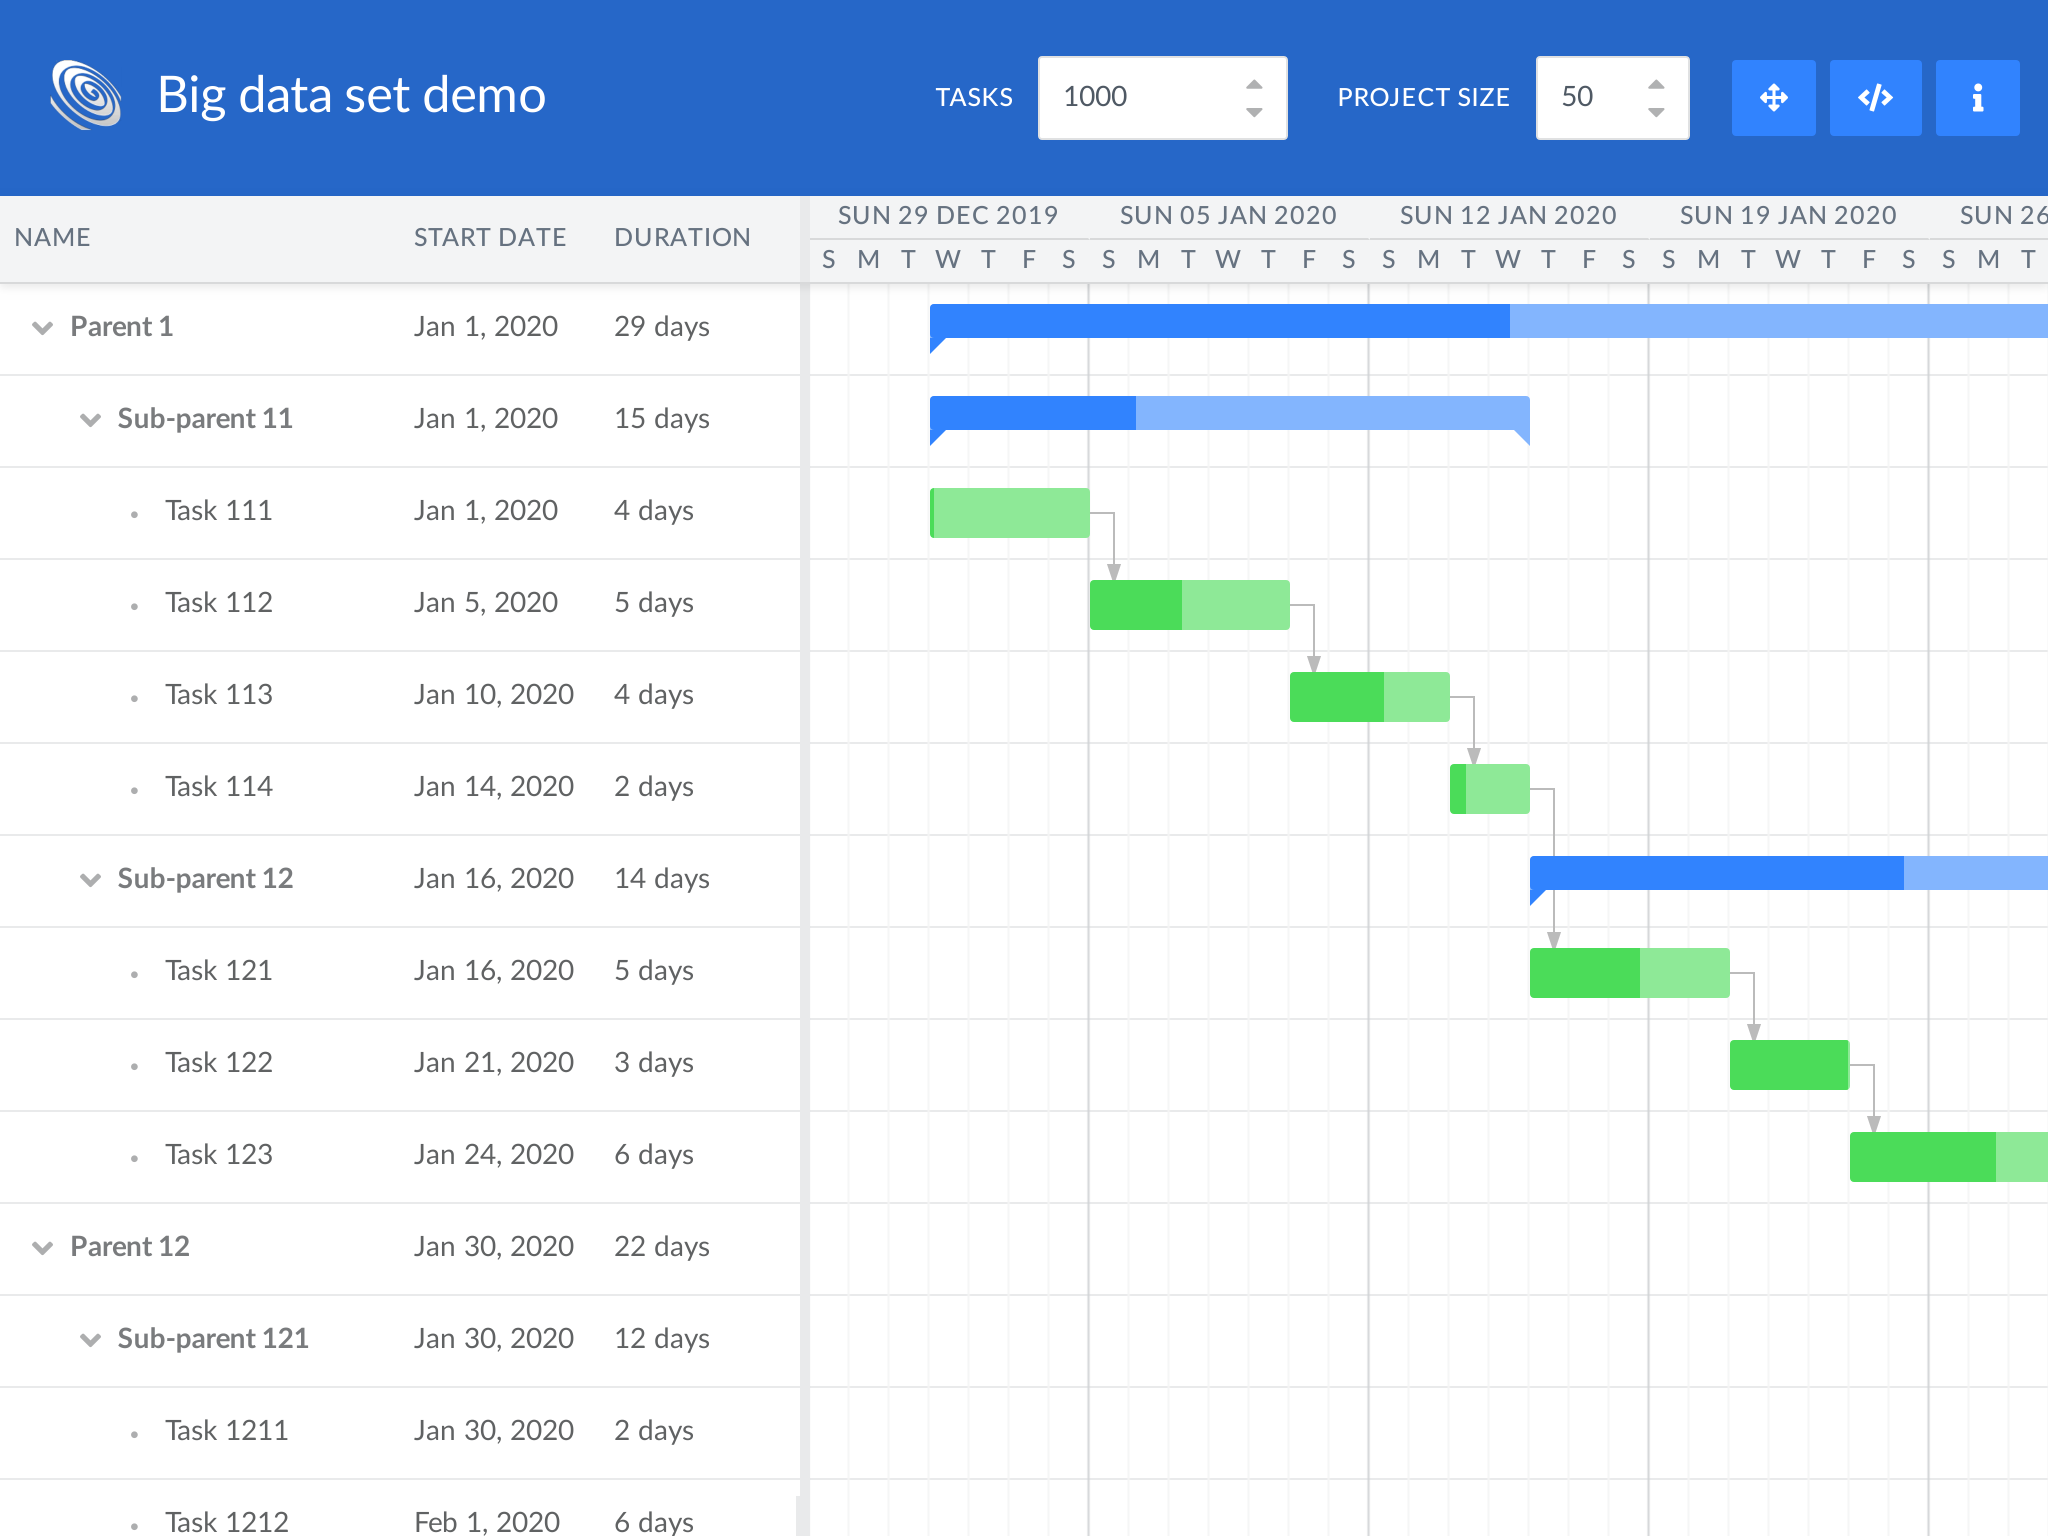 Big data set demo TASKS 1000 PROJECT SIZE 50
NAME START DATE DURATION
SUN 29 DEC 2019 SUN 05 JAN 2020 SUN 12 JAN 2020 SUN 19 JAN 2020 SUN 26
S M T W T F S S M T W T F S S M T W T F S S M T W T F S S M T
Parent 1 Jan 1, 2020 29 days
Sub-parent 11 Jan 1, 2020 15 days
Task 111 Jan 1, 2020 4 days
Task 112 Jan 5, 2020 5 days
Task 113 Jan 10, 2020 4 days
Task 114 Jan 14, 2020 2 days
Sub-parent 12 Jan 16, 2020 14 days
Task 121 Jan 16, 2020 5 days
Task 122 Jan 21, 2020 3 days
Task 123 Jan 24, 2020 6 days
Parent 12 Jan 30, 2020 22 days
Sub-parent 121 Jan 30, 2020 12 days
Task 1211 Jan 30, 2020 2 days
Task 1212 Feb 1, 2020 6 days